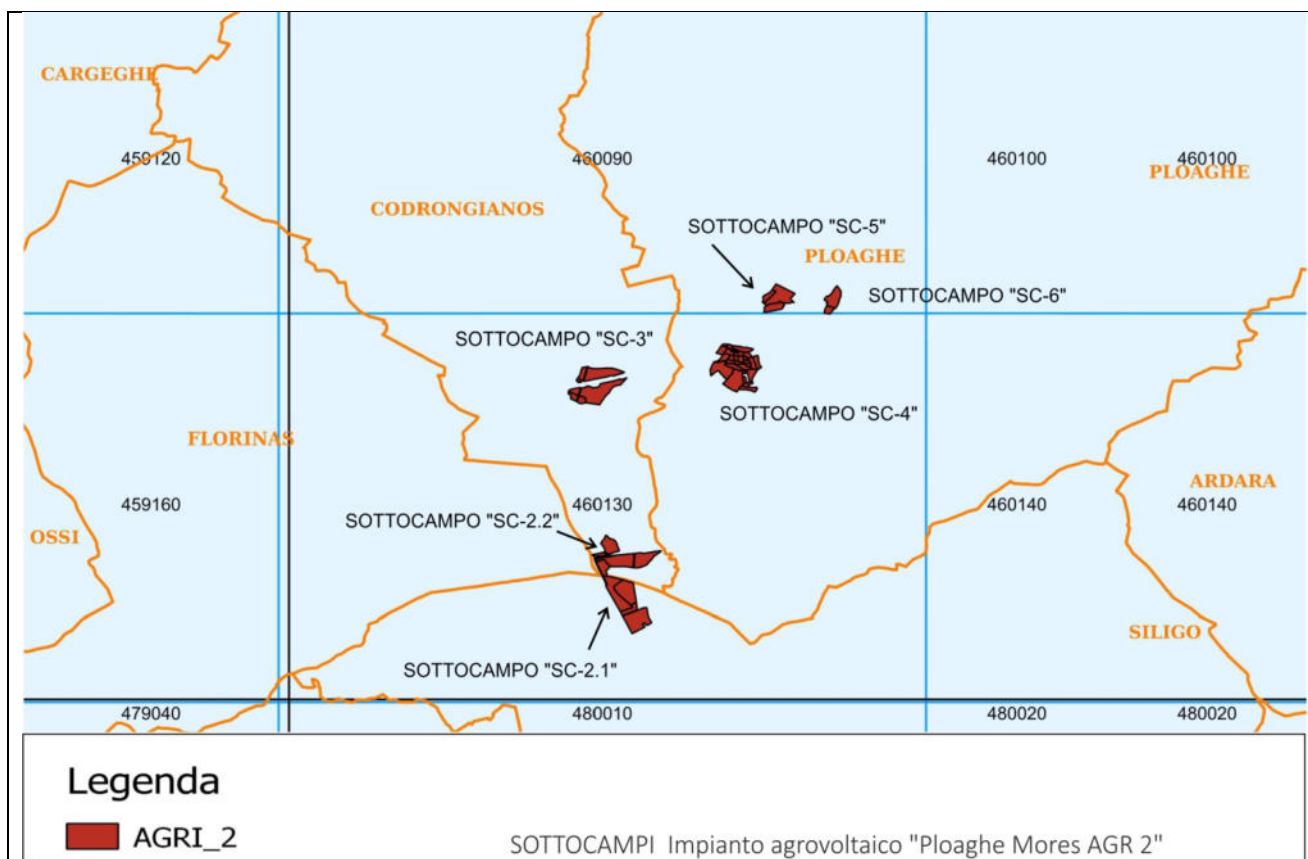 CARGEGHE
459120
460090
460100
460100
PLOAGHE
CODRONGIANOS
SOTTOCAMPO "SC-5"
PLOAGHE
SOTTOCAMPO "SC-6"
SOTTOCAMPO "SC-3"
SOTTOCAMPO "SC-4"
FLORINAS
ARDARA
459160
460130
460140
460140
SOTTOCAMPO "SC-2.2"
OSSI
SILIGO
SOTTOCAMPO "SC-2.1"
479040
480010
480020
480020
Legenda
AGRI_2
SOTTOCAMPI Impianto agrovoltaico "Ploaghe Mores AGR 2"